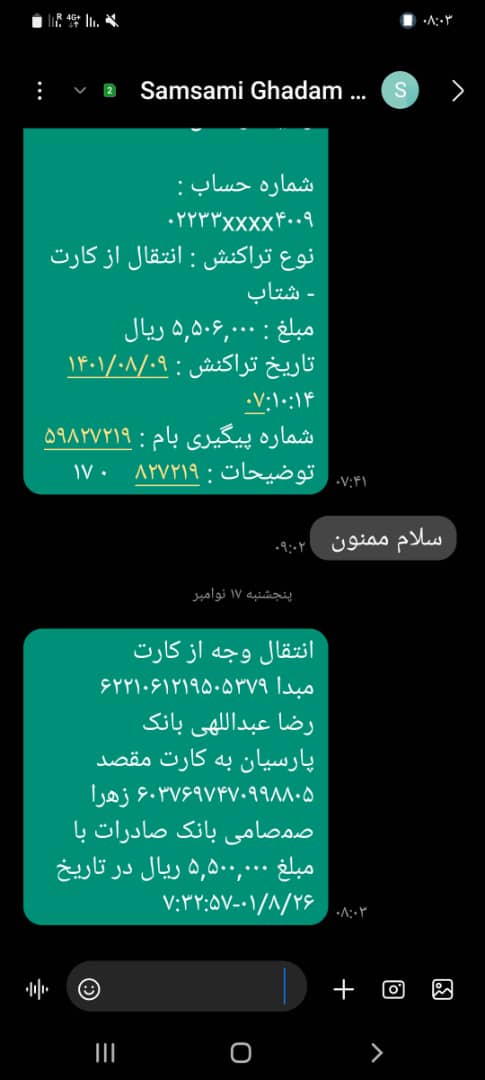 ۰۸:۰۳
Samsami Ghadam ...
S
2
شماره حساب :
۰۲۲۳۳xxxx۴۰۰۹
نوع تراکنش : انتقال از کارت
- شتاب
مبلغ : ۵,۵۰۶,۰۰۰ ریال
تاریخ تراکنش : ۱۴۰۱/۰۸/۰۹
۰۷:۱۰:۱۴
شماره پیگیری بام : ۵۹۸۲۷۲۱۹
توضیحات : ۸۲۷۲۱۹ ۰ ۱۷
۰۷:۴۱
سلام ممنون
۰۹:۰۲
پنجشنبه ۱۷ نوامبر
انتقال وجه از کارت
مبدا ۶۲۲۱۰۶۱۲۱۹۵۰۵۳۷۹
رضا عبداللهی بانک
پارسیان به کارت مقصد
۶۰۳۷۶۹۷۴۷۰۹۹۸۸۰۵ زهرا
صمصامی بانک صادرات با
مبلغ ۵,۵۰۰,۰۰۰ ریال در تاریخ
۷:۳۲:۵۷-۰۱/۸/۲۶
۰۸:۰۳